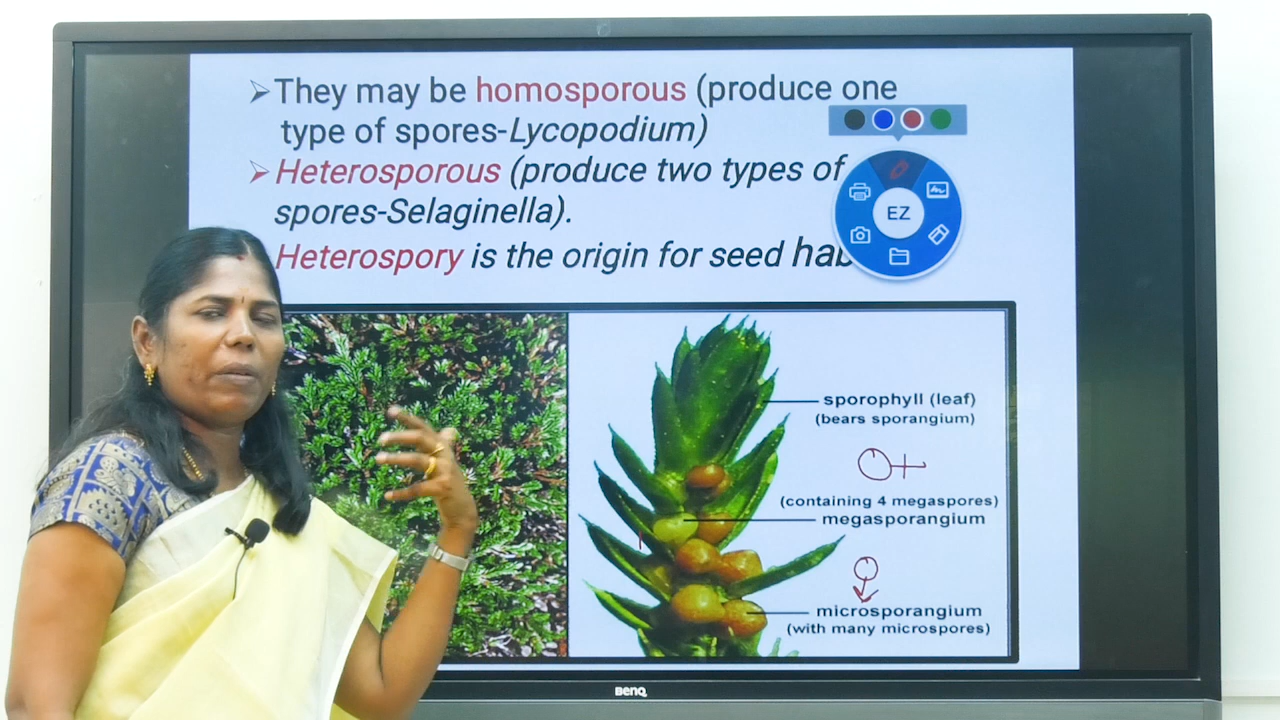 They may be homosporous (produce one
type of spores-Lycopodium)
Heterosporous (produce two types of
spores-Selaginella).
Heterospory is the origin for seed hab
EZ
sporophyll (leaf)
(bears sporangium)
(containing 4 megaspores)
megasporangium
microsporangium
(with many microspores)
BenQ